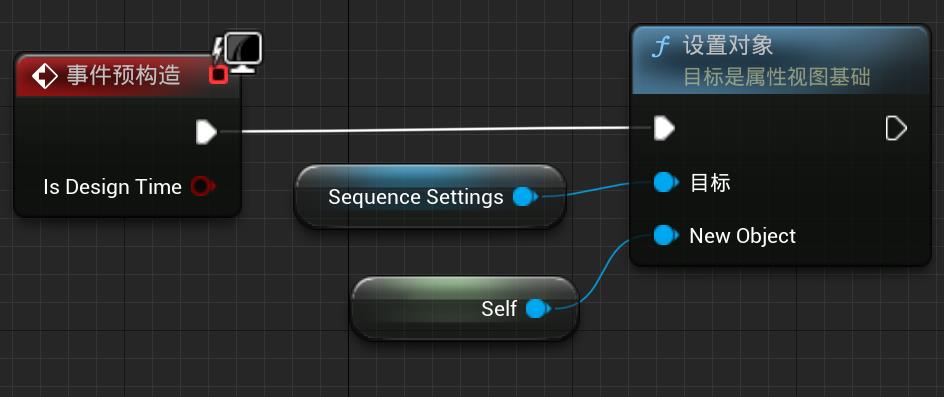 事件预构造
Is Design Time
Sequence Settings
Self
设置对象
目标是属性视图基础
目标
New Object